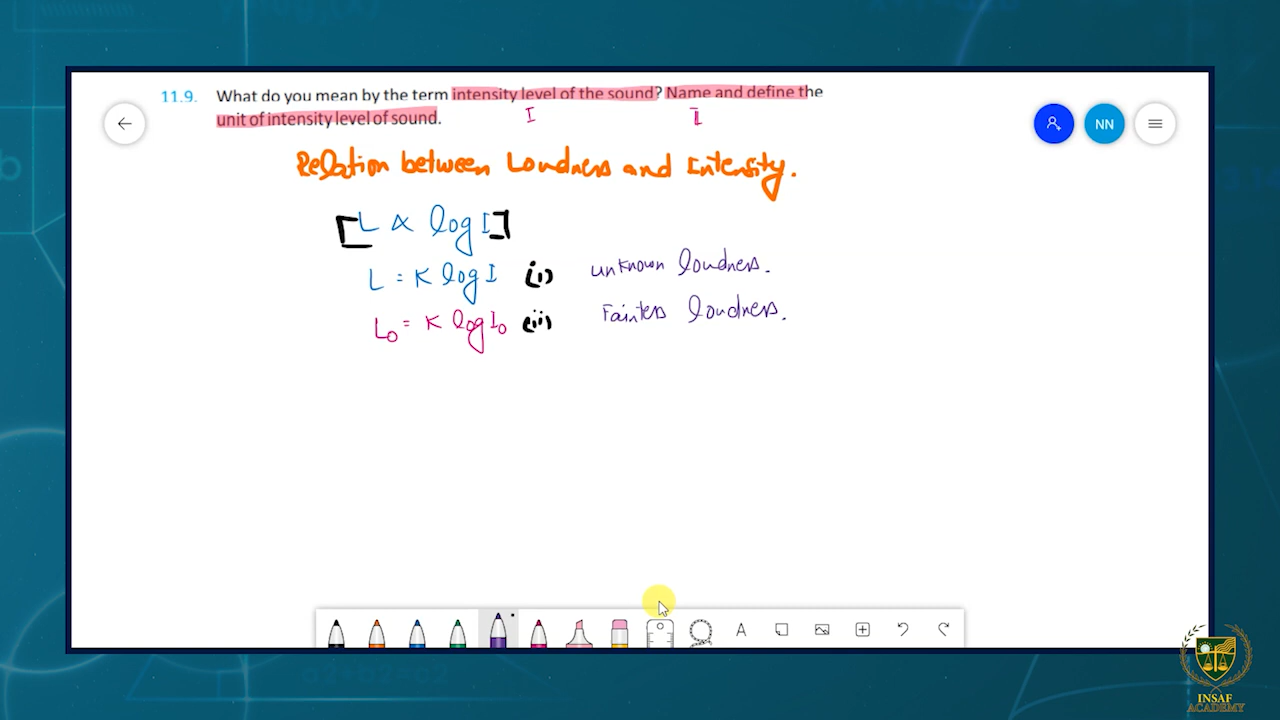 11.9. What do you mean by the term intensity level of the sound? Name and define the
unit of intensity level of sound.
I I
NN
Relation between Loudness and Intensity.
[L ∝ log I]
L = K log I (i) unknown loudness.
L₀ = K log I₀ (ii) Faintess loudness.
A
INSAF
ACADEMY